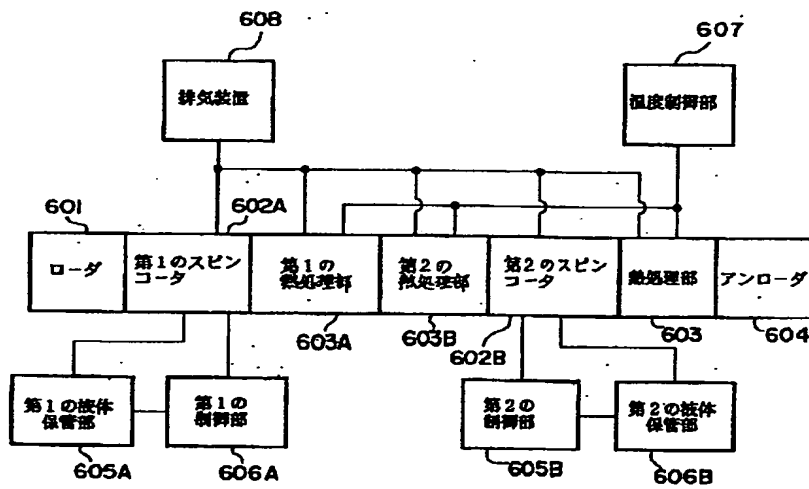 608
607
排気装置
温度制御部
601
602A
ローダ
第1のスピン
コータ
第1の
熱処理部
第2の
熱処理部
第2のスピン
コータ
熱処理部
アンローダ
603A
603B
602B
603
604
第1の液体
保管部
第1の
制御部
第2の
制御部
第2の液体
保管部
605A
606A
605B
606B